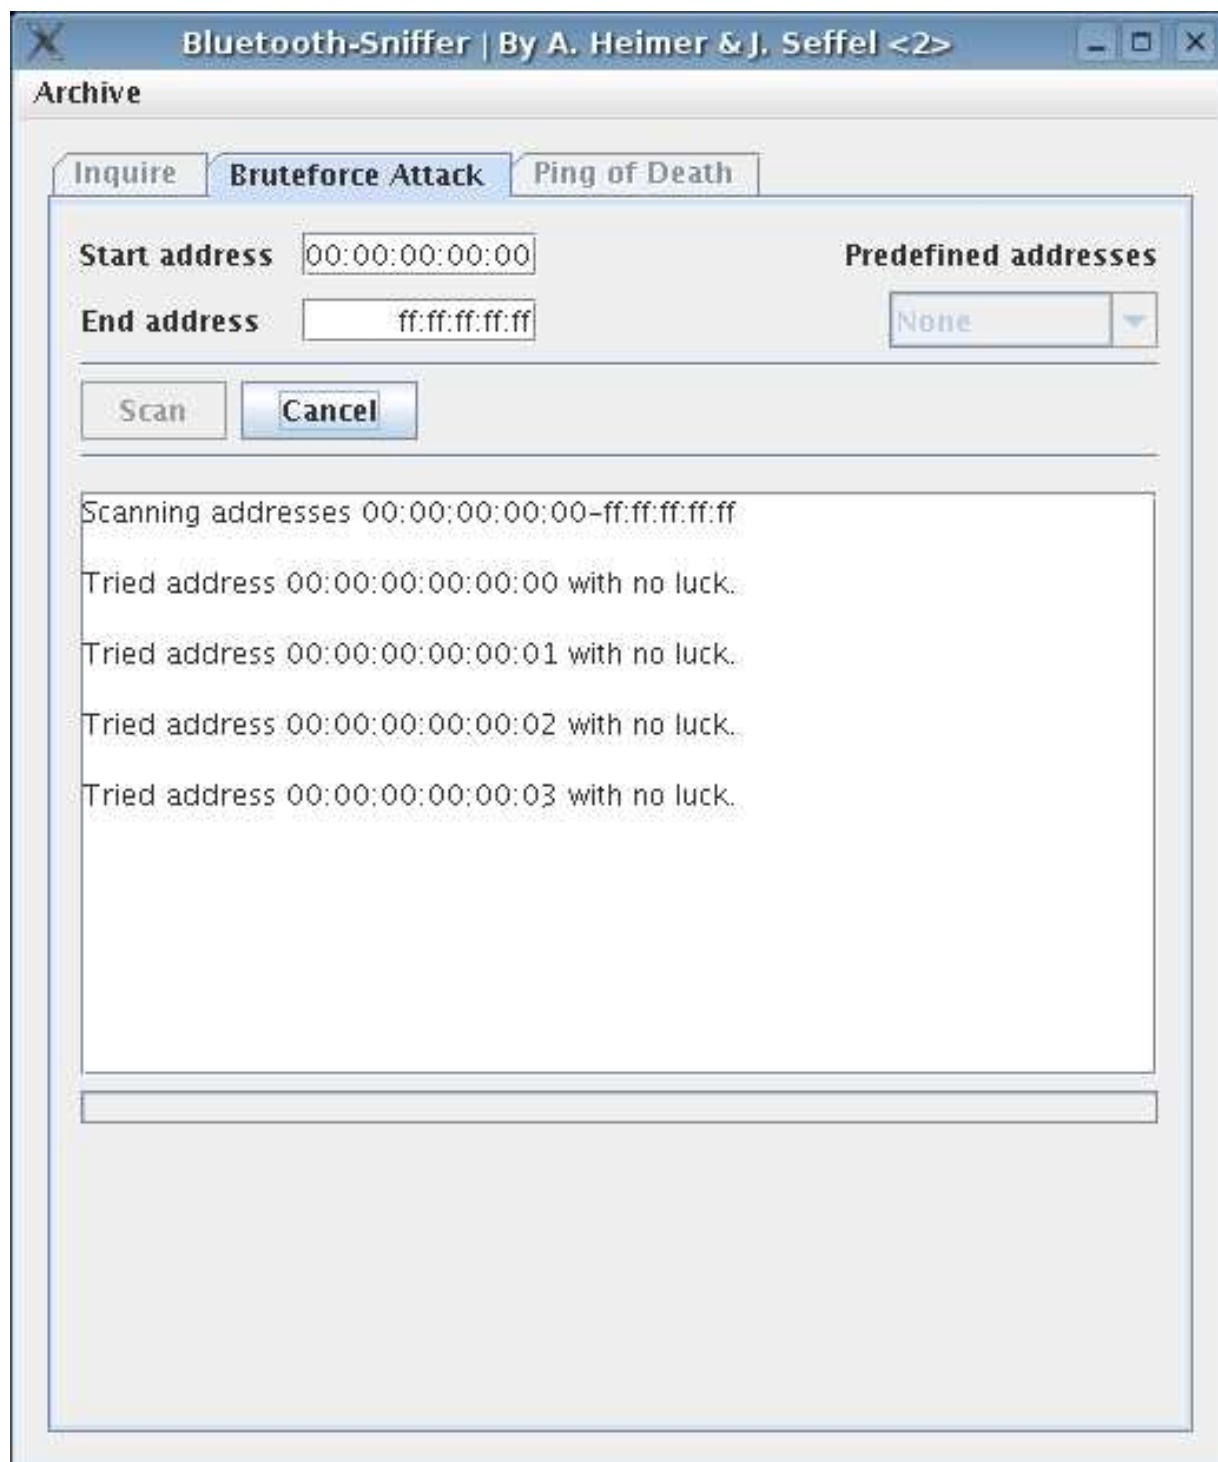 Bluetooth-Sniffer | By A. Heimer & J. Seffel <2>
Archive
Inquire Bruteforce Attack Ping of Death
Start address 00:00:00:00:00 Predefined addresses
End address ff:ff:ff:ff:ff None
Scan Cancel
Scanning addresses 00:00:00:00:00-ff:ff:ff:ff:ff
Tried address 00:00:00:00:00:00 with no luck.
Tried address 00:00:00:00:00:01 with no luck.
Tried address 00:00:00:00:00:02 with no luck.
Tried address 00:00:00:00:00:03 with no luck.